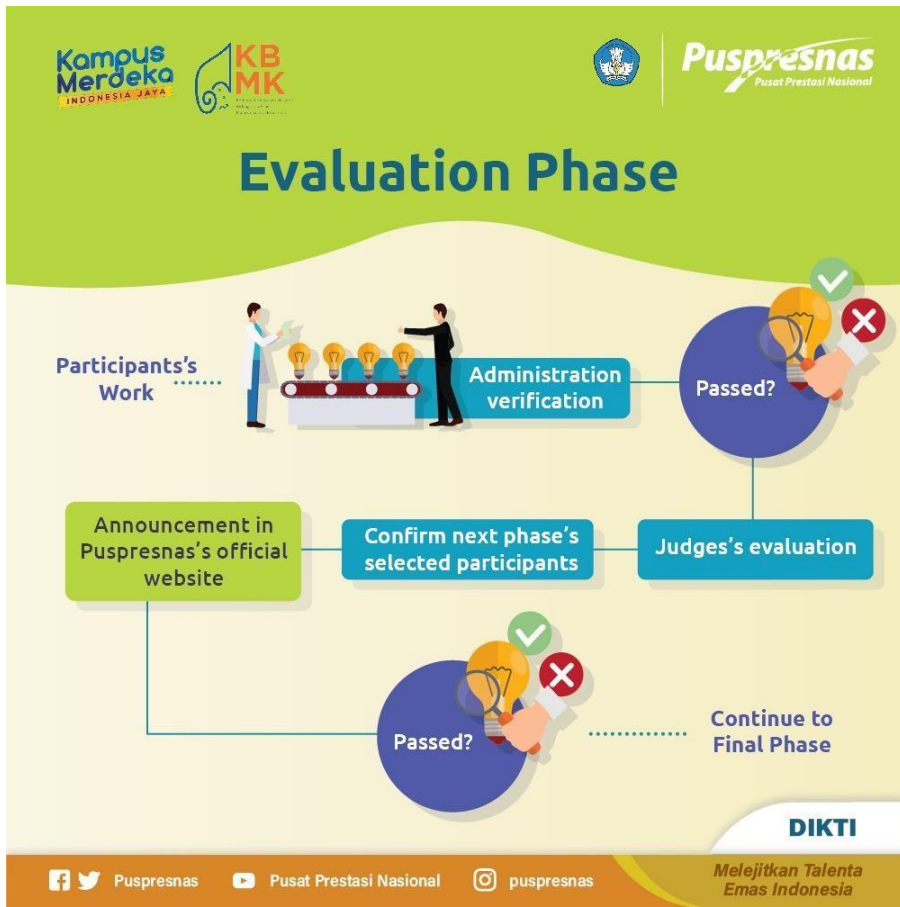 Kampus
Merdeka
INDONESIA JAYA
KB
MK
Puspresnas
Pusat Prestasi Nasional
Evaluation Phase
Participants's
Work
Administration
verification
Passed?
Announcement in
Puspresnas's official
website
Confirm next phase's
selected participants
Judges's evaluation
Passed?
Continue to
Final Phase
DIKTI
Puspresnas
Pusat Prestasi Nasional
puspresnas
Melejitkan Talenta
Emas Indonesia